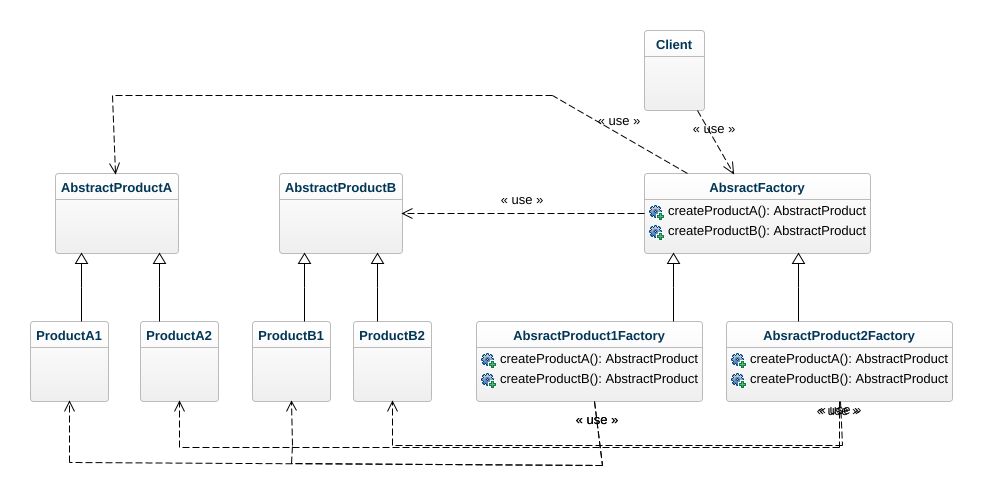 Client
« use »
« use »
AbstractProductA
AbstractProductB
AbsractFactory
« use »
createProductA(): AbstractProduct
createProductB(): AbstractProduct
ProductA1
ProductA2
ProductB1
ProductB2
AbsractProduct1Factory
AbsractProduct2Factory
createProductA(): AbstractProduct
createProductB(): AbstractProduct
createProductA(): AbstractProduct
createProductB(): AbstractProduct
« use »
« use »